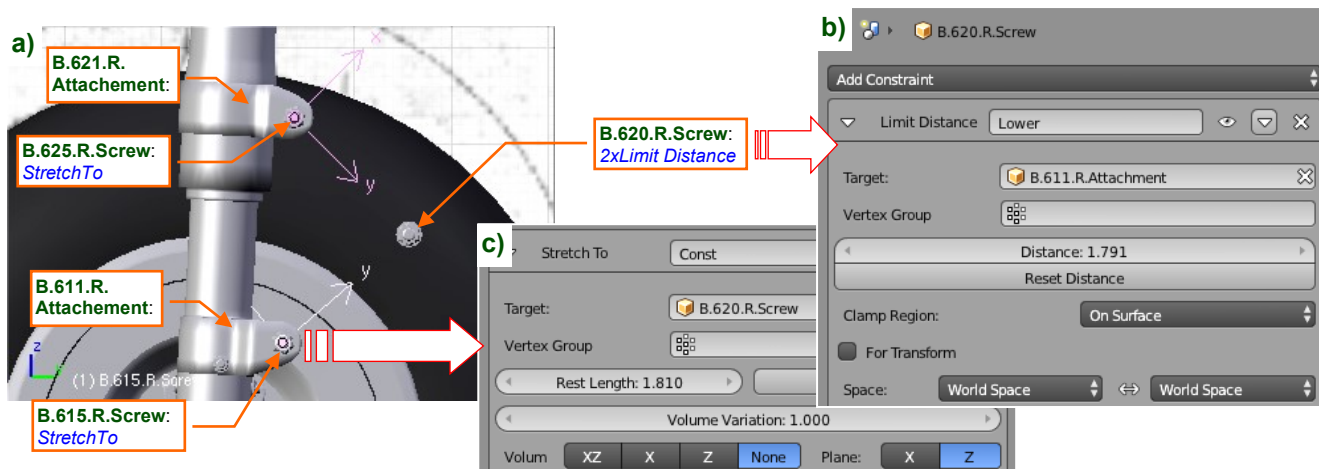 a)
B.621.R.
Attachement:
x
B.625.R.Screw:
StretchTo
y
B.620.R.Screw:
2xLimit Distance
B.611.R.
Attachement:
y
z
(1) B.615.R.Scre
B.615.R.Screw:
StretchTo
b)
B.620.R.Screw
Add Constraint
Limit Distance Lower
Target: B.611.R.Attachment
Vertex Group
Distance: 1.791
Reset Distance
Clamp Region: On Surface
For Transform
Space: World Space World Space
c)
Stretch To Const
Target: B.620.R.Screw
Vertex Group
Rest Length: 1.810
Volume Variation: 1.000
Volum XZ X Z None Plane: X Z